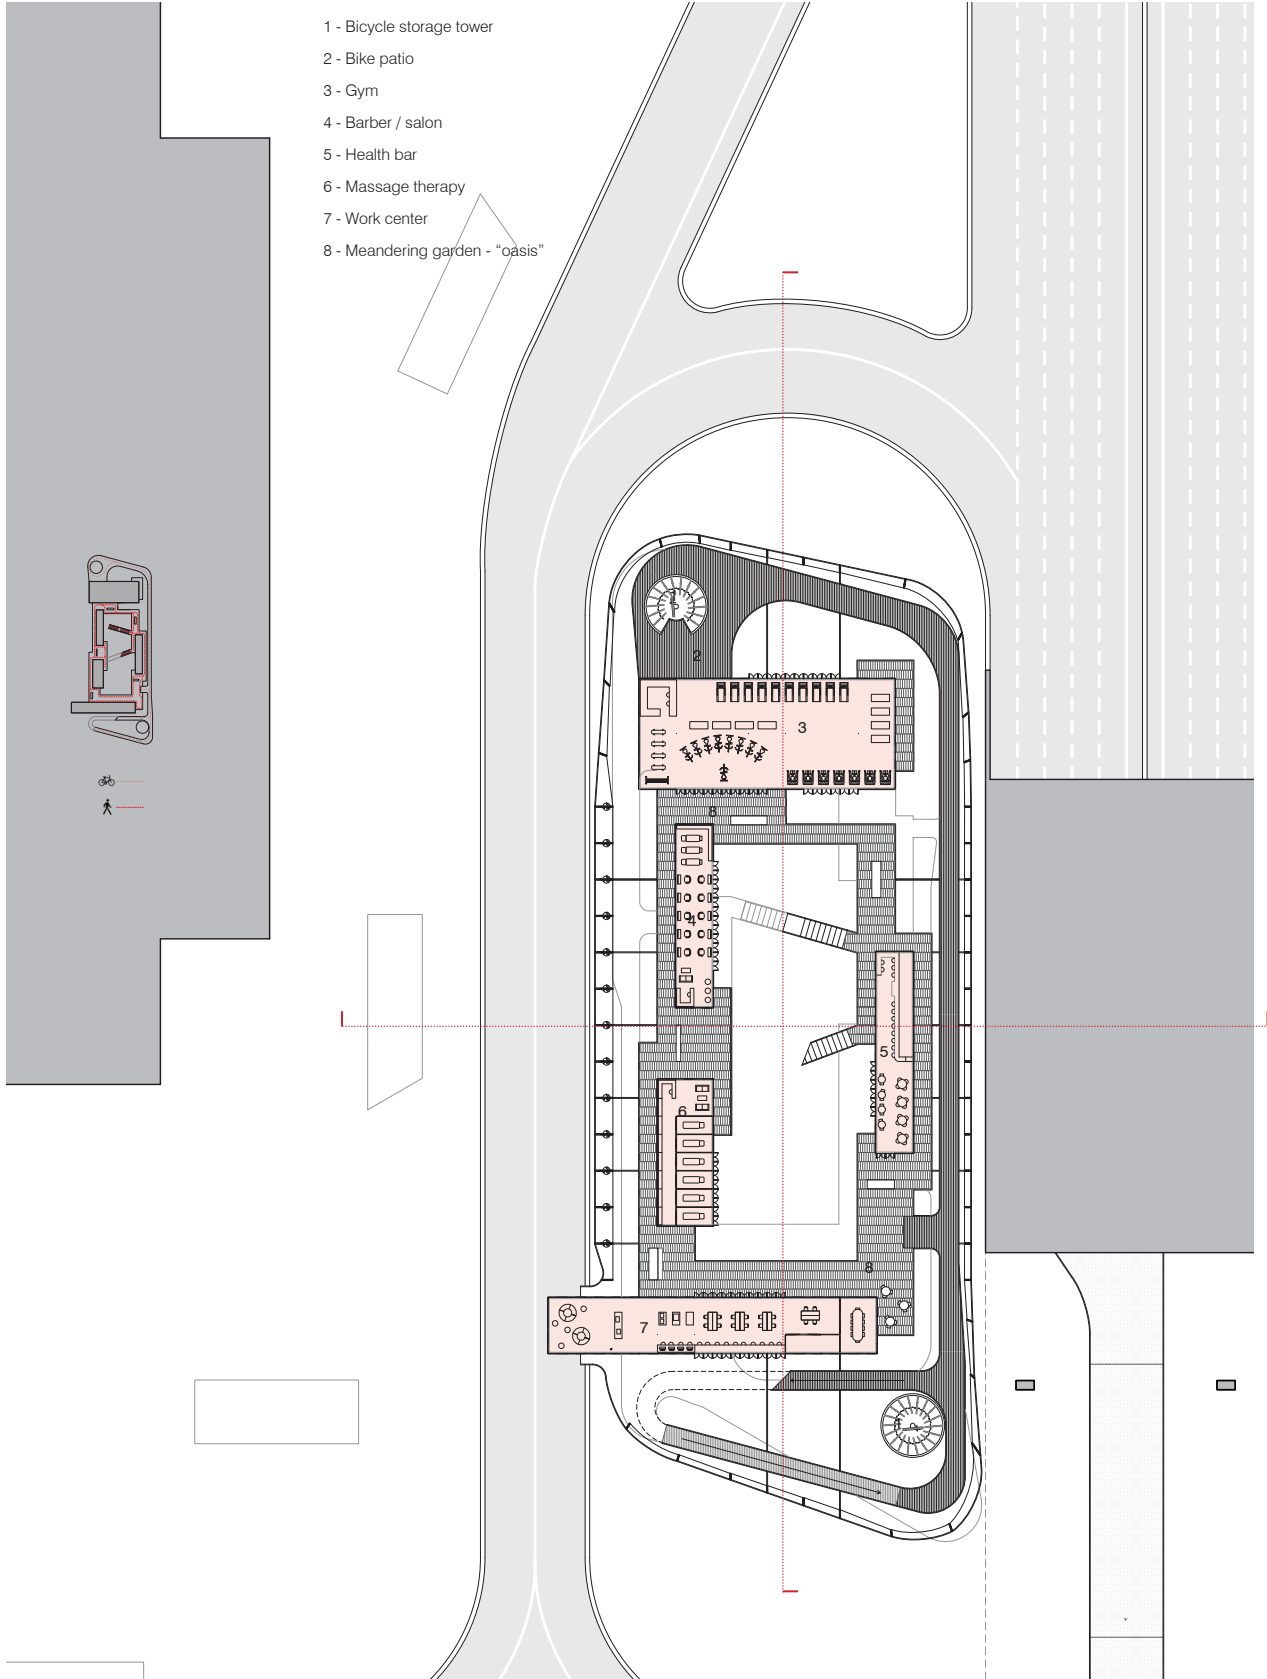 1 - Bicycle storage tower
2 - Bike patio
3 - Gym
4 - Barber / salon
5 - Health bar
6 - Massage therapy
7 - Work center
8 - Meandering garden - “oasis”
2
3
8
4
5
6
8
7